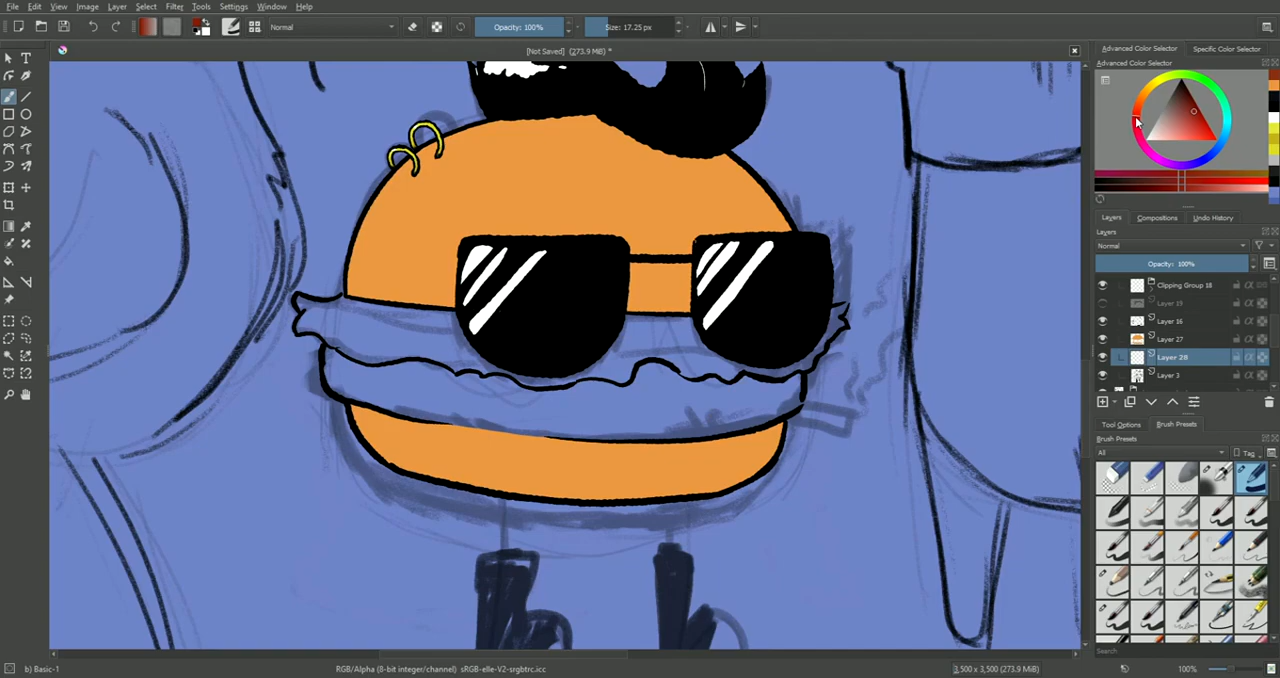 File Edit View Image Layer Select Filter Tools Settings Window Help
Normal Opacity: 100% Size: 17.25 px
[Not Saved] (273.9 MiB) *
Advanced Color Selector Specific Color Selector
Advanced Color Selector
Layers Compositions Undo History
Layers
Normal
Opacity: 100%
Clipping Group 18
Layer 19
Layer 16
Layer 27
Layer 28
Layer 3
Tool Options Brush Presets
Brush Presets
All Tag
Search
b) Basic-1 RGB/Alpha (8-bit integer/channel) sRGB-elle-V2-srgbtrc.icc 3,500 x 3,500 (273.9 MiB) 100%